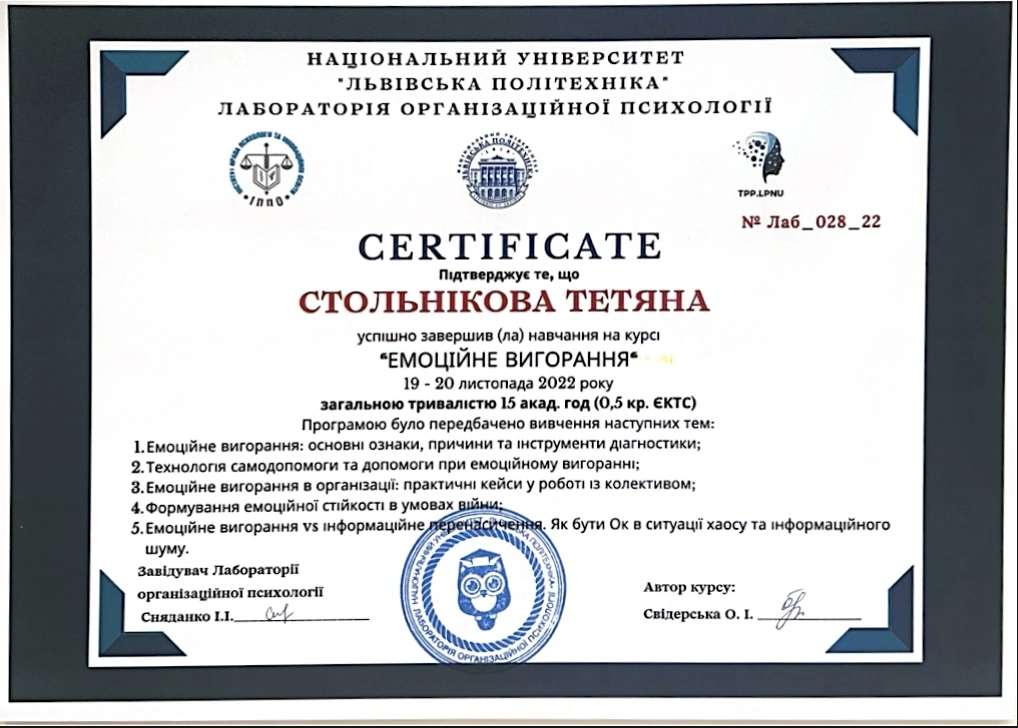 НАЦІОНАЛЬНИЙ УНІВЕРСИТЕТ
"ЛЬВІВСЬКА ПОЛІТЕХНІКА"
ЛАБОРАТОРІЯ ОРГАНІЗАЦІЙНОЇ ПСИХОЛОГІЇ
ІППО
ЛЬВІВСЬКА ПОЛІТЕХНІКА
TPP.LPNU
№ Лаб_028_22
CERTIFICATE
Підтверджує те, що
СТОЛЬНІКОВА ТЕТЯНА
успішно завершив (ла) навчання на курсі
"ЕМОЦІЙНЕ ВИГОРАННЯ"
19 - 20 листопада 2022 року
загальною тривалістю 15 акад. год (0,5 кр. ЄКТС)
Програмою було передбачено вивчення наступних тем:
1. Емоційне вигорання: основні ознаки, причини та інструменти діагностики;
2. Технологія самодопомоги та допомоги при емоційному вигоранні;
3. Емоційне вигорання в організації: практичні кейси у роботі із колективом;
4. Формування емоційної стійкості в умовах війни;
5. Емоційне вигорання vs інформаційне перенасичення. Як бути Ок в ситуації хаосу та інформаційного
шуму.
Завідувач Лабораторії
організаційної психології
Сняданко І.І.
Автор курсу:
Свідерська О. І.
НАЦІОНАЛЬНИЙ УНІВЕРСИТЕТ ПОЛІТЕХНІКА
ЛАБОРАТОРІЯ ОРГАНІЗАЦІЙНОЇ ПСИХОЛОГІЇ